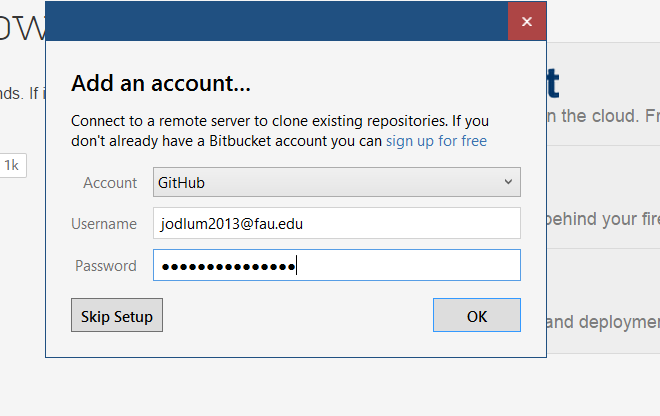 ow
Add an account...
nds. If i
Connect to a remote server to clone existing repositories. If you
don't already have a Bitbucket account you can sign up for free
t
n the cloud. Fr
1k
Account GitHub
Username jodlum2013@fau.edu
behind your fire
Password ●●●●●●●●●●●●●●●
Skip Setup OK
and deploymen